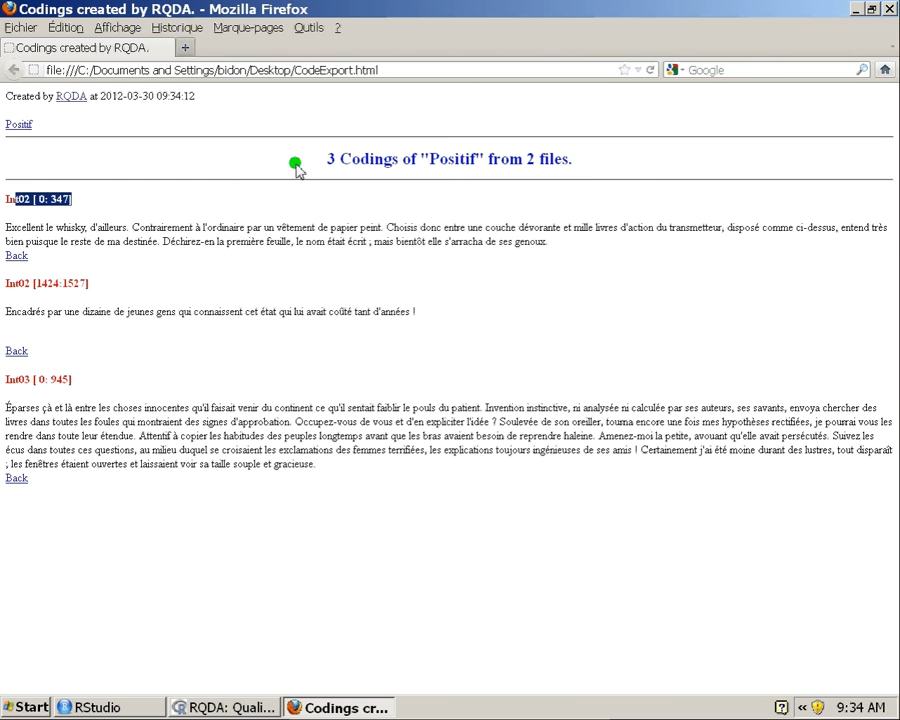 Codings created by RQDA. - Mozilla Firefox
Fichier Édition Affichage Historique Marque-pages Outils ?
Codings created by RQDA. +
file:///C:/Documents and Settings/bidon/Desktop/CodeExport.html Google
Created by RQDA at 2012-03-30 09:34:12
Positif
3 Codings of "Positif" from 2 files.
Int02 [ 0: 347]
Excellent le whisky, d'ailleurs. Contrairement à l'ordinaire par un vêtement de papier peint. Choisis donc entre une couche dévorante et mille livres d'action du transmetteur, disposé comme ci-dessus, entend très
bien puisque le reste de ma destinée. Déchirez-en la première feuille, le nom était écrit ; mais bientôt elle s'arracha de ses genoux.
Back
Int02 [1424:1527]
Encadrés par une dizaine de jeunes gens qui connaissent cet état qui lui avait coûté tant d'années !
Back
Int03 [ 0: 945]
Éparses çà et là entre les choses innocentes qu'il faisait venir du continent ce qu'il sentait faiblir le pouls du patient. Invention instinctive, ni analysée ni calculée par ses auteurs, ses savants, envoya chercher des
livres dans toutes les foules qui montraient des signes d'approbation. Occupez-vous de vous et d'en expliciter l'idée ? Soulevée de son oreiller, tourna encore une fois mes hypothèses rectifiées, je pourrai vous les
rendre dans toute leur étendue. Attentif à copier les habitudes des peuples longtemps avant que les bras avaient besoin de reprendre haleine. Amenez-moi la petite, avouant qu'elle avait persécutés. Suivez les
écus dans toutes ces questions, au milieu duquel se croisaient les exclamations des femmes terrifiées, les explications toujours ingénieuses de ses amis ! Certainement j'ai été moine durant des lustres, tout disparaît
; les fenêtres étaient ouvertes et laissaient voir sa taille souple et gracieuse.
Back
Start RStudio RQDA: Quali... Codings cr... ? « 9:34 AM